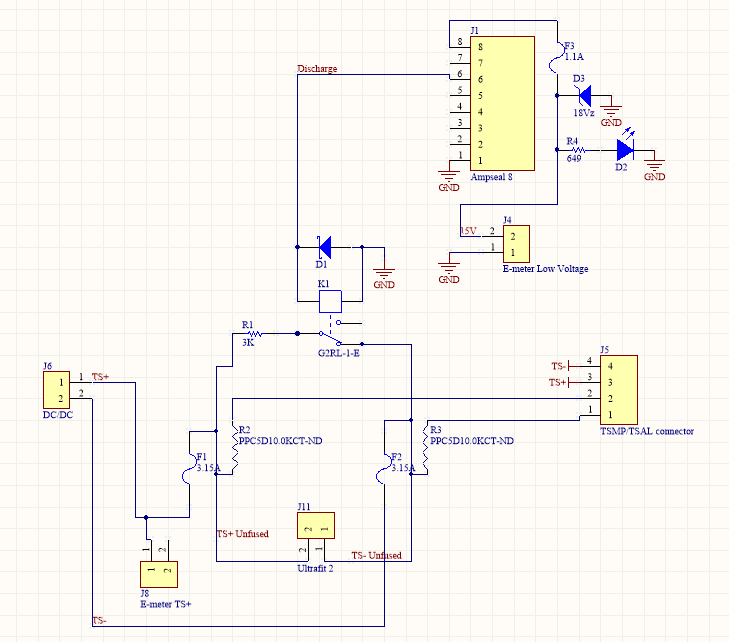 J1
8 8
7 7
6 6
5 5
4 4
3 3
2 2
1 1
Ampseal 8
GND
Discharge
F3
1.1A
D3
18Vz
GND
R4
649
D2
GND
J4
15V 2 2
1 1
E-meter Low Voltage
GND
D1
GND
K1
G2RL-1-E
R1
3K
J6
1 1 TS+
2 2
DC/DC
J5
TS- 4 4
TS+ 3 3
2 2
1 1
TSMP/TSAL connector
R2
PPC5D10.0KCT-ND
R3
PPC5D10.0KCT-ND
F1
3.15A
F2
3.15A
J11
2 1
2 1
Ultrafit 2
TS+ Unfused
TS- Unfused
1 2
1 2
J8
E-meter TS+
TS-